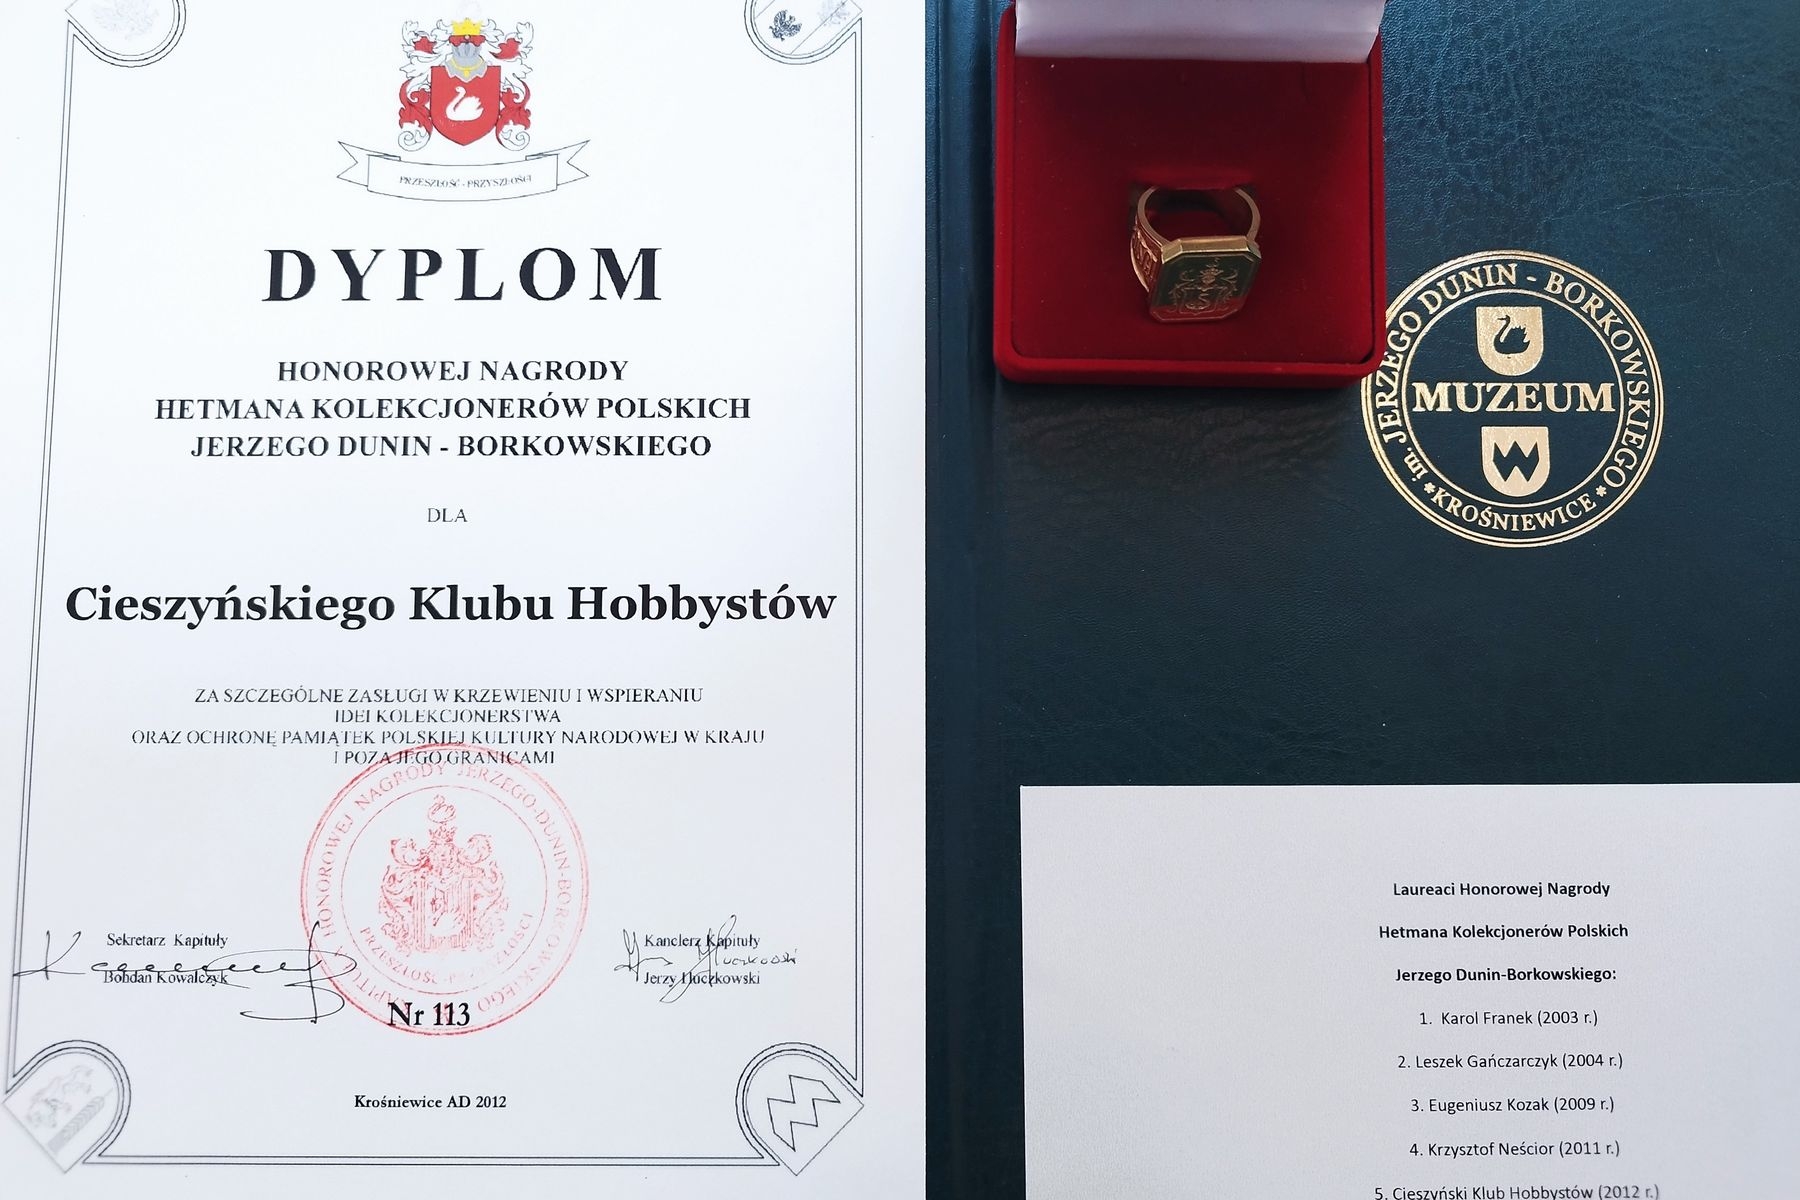 PRZESZŁOŚĆ - PRZYSZŁOŚCI
DYPLOM
HONOROWEJ NAGRODY
HETMANA KOLEKCJONERÓW POLSKICH
JERZEGO DUNIN - BORKOWSKIEGO
DLA
Cieszyńskiego Klubu Hobbystów
ZA SZCZEGÓLNE ZASŁUGI W KRZEWIENIU I WSPIERANIU
IDEI KOLEKCJONERSTWA
ORAZ OCHRONĘ PAMIĄTEK POLSKIEJ KULTURY NARODOWEJ W KRAJU
I POZA JEGO GRANICAMI
KAPITUŁA HONOROWEJ NAGRODY JERZEGO-DUNIN-BORKOWSKIEGO
PRZESZŁOŚĆ-PRZYSZŁOŚCI
Sekretarz Kapituły
Bohdan Kowalczyk
Kanclerz Kapituły
Jerzy Huczkowski
Nr 113
Krośniewice AD 2012
im. JERZEGO DUNIN - BORKOWSKIEGO
MUZEUM
* KROŚNIEWICE *
Laureaci Honorowej Nagrody
Hetmana Kolekcjonerów Polskich
Jerzego Dunin-Borkowskiego:
1. Karol Franek (2003 r.)
2. Leszek Gańczarczyk (2004 r.)
3. Eugeniusz Kozak (2009 r.)
4. Krzysztof Neścior (2011 r.)
5. Cieszyński Klub Hobbystów (2012 r.)